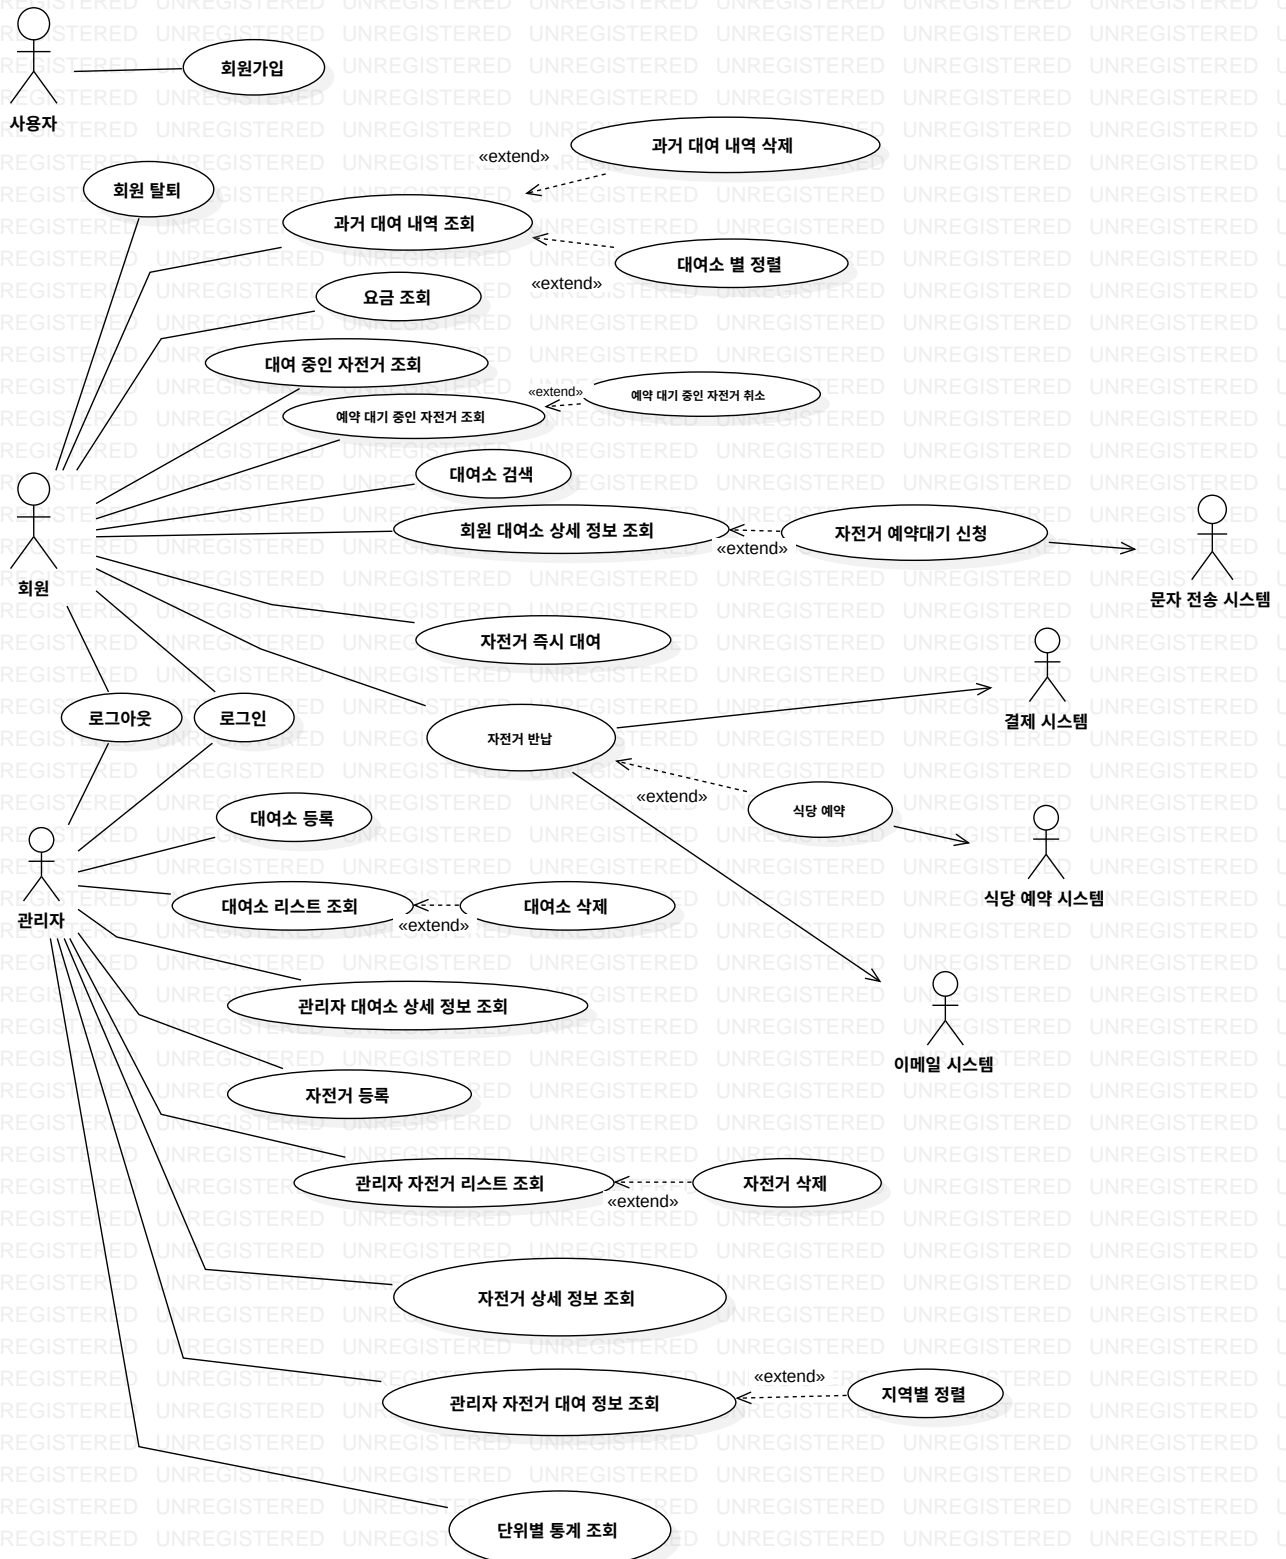 회원가입
사용자
과거 대여 내역 삭제
«extend»
회원 탈퇴
과거 대여 내역 조회
대여소 별 정렬
«extend»
요금 조회
대여 중인 자전거 조회
«extend»
예약 대기 중인 자전거 취소
예약 대기 중인 자전거 조회
대여소 검색
회원 대여소 상세 정보 조회
자전거 예약대기 신청
«extend»
회원
문자 전송 시스템
자전거 즉시 대여
로그아웃
로그인
결제 시스템
자전거 반납
«extend»
식당 예약
대여소 등록
식당 예약 시스템
대여소 리스트 조회
대여소 삭제
관리자
«extend»
관리자 대여소 상세 정보 조회
이메일 시스템
자전거 등록
관리자 자전거 리스트 조회
자전거 삭제
«extend»
자전거 상세 정보 조회
«extend»
지역별 정렬
관리자 자전거 대여 정보 조회
단위별 통계 조회
UNREGISTERED